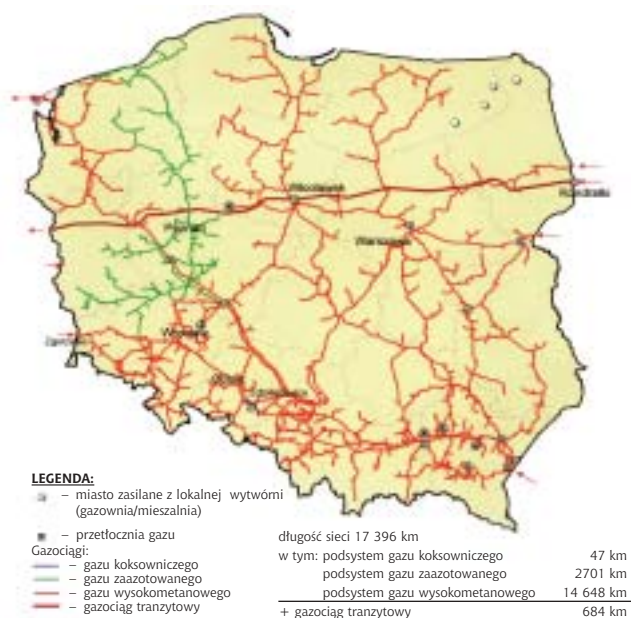 Włocławek
Poznań
Warszawa
Wrocław
LEGENDA:
– miasto zasilane z lokalnej wytwórni
(gazownia/mieszalnia)
– przetłocznia gazu
Gazociągi:
– gazu koksowniczego
– gazu zaazotowanego
– gazu wysokometanowego
– gazociąg tranzytowy
długość sieci 17 396 km
w tym: podsystem gazu koksowniczego 47 km
podsystem gazu zaazotowanego 2701 km
podsystem gazu wysokometanowego 14 648 km
+ gazociąg tranzytowy 684 km